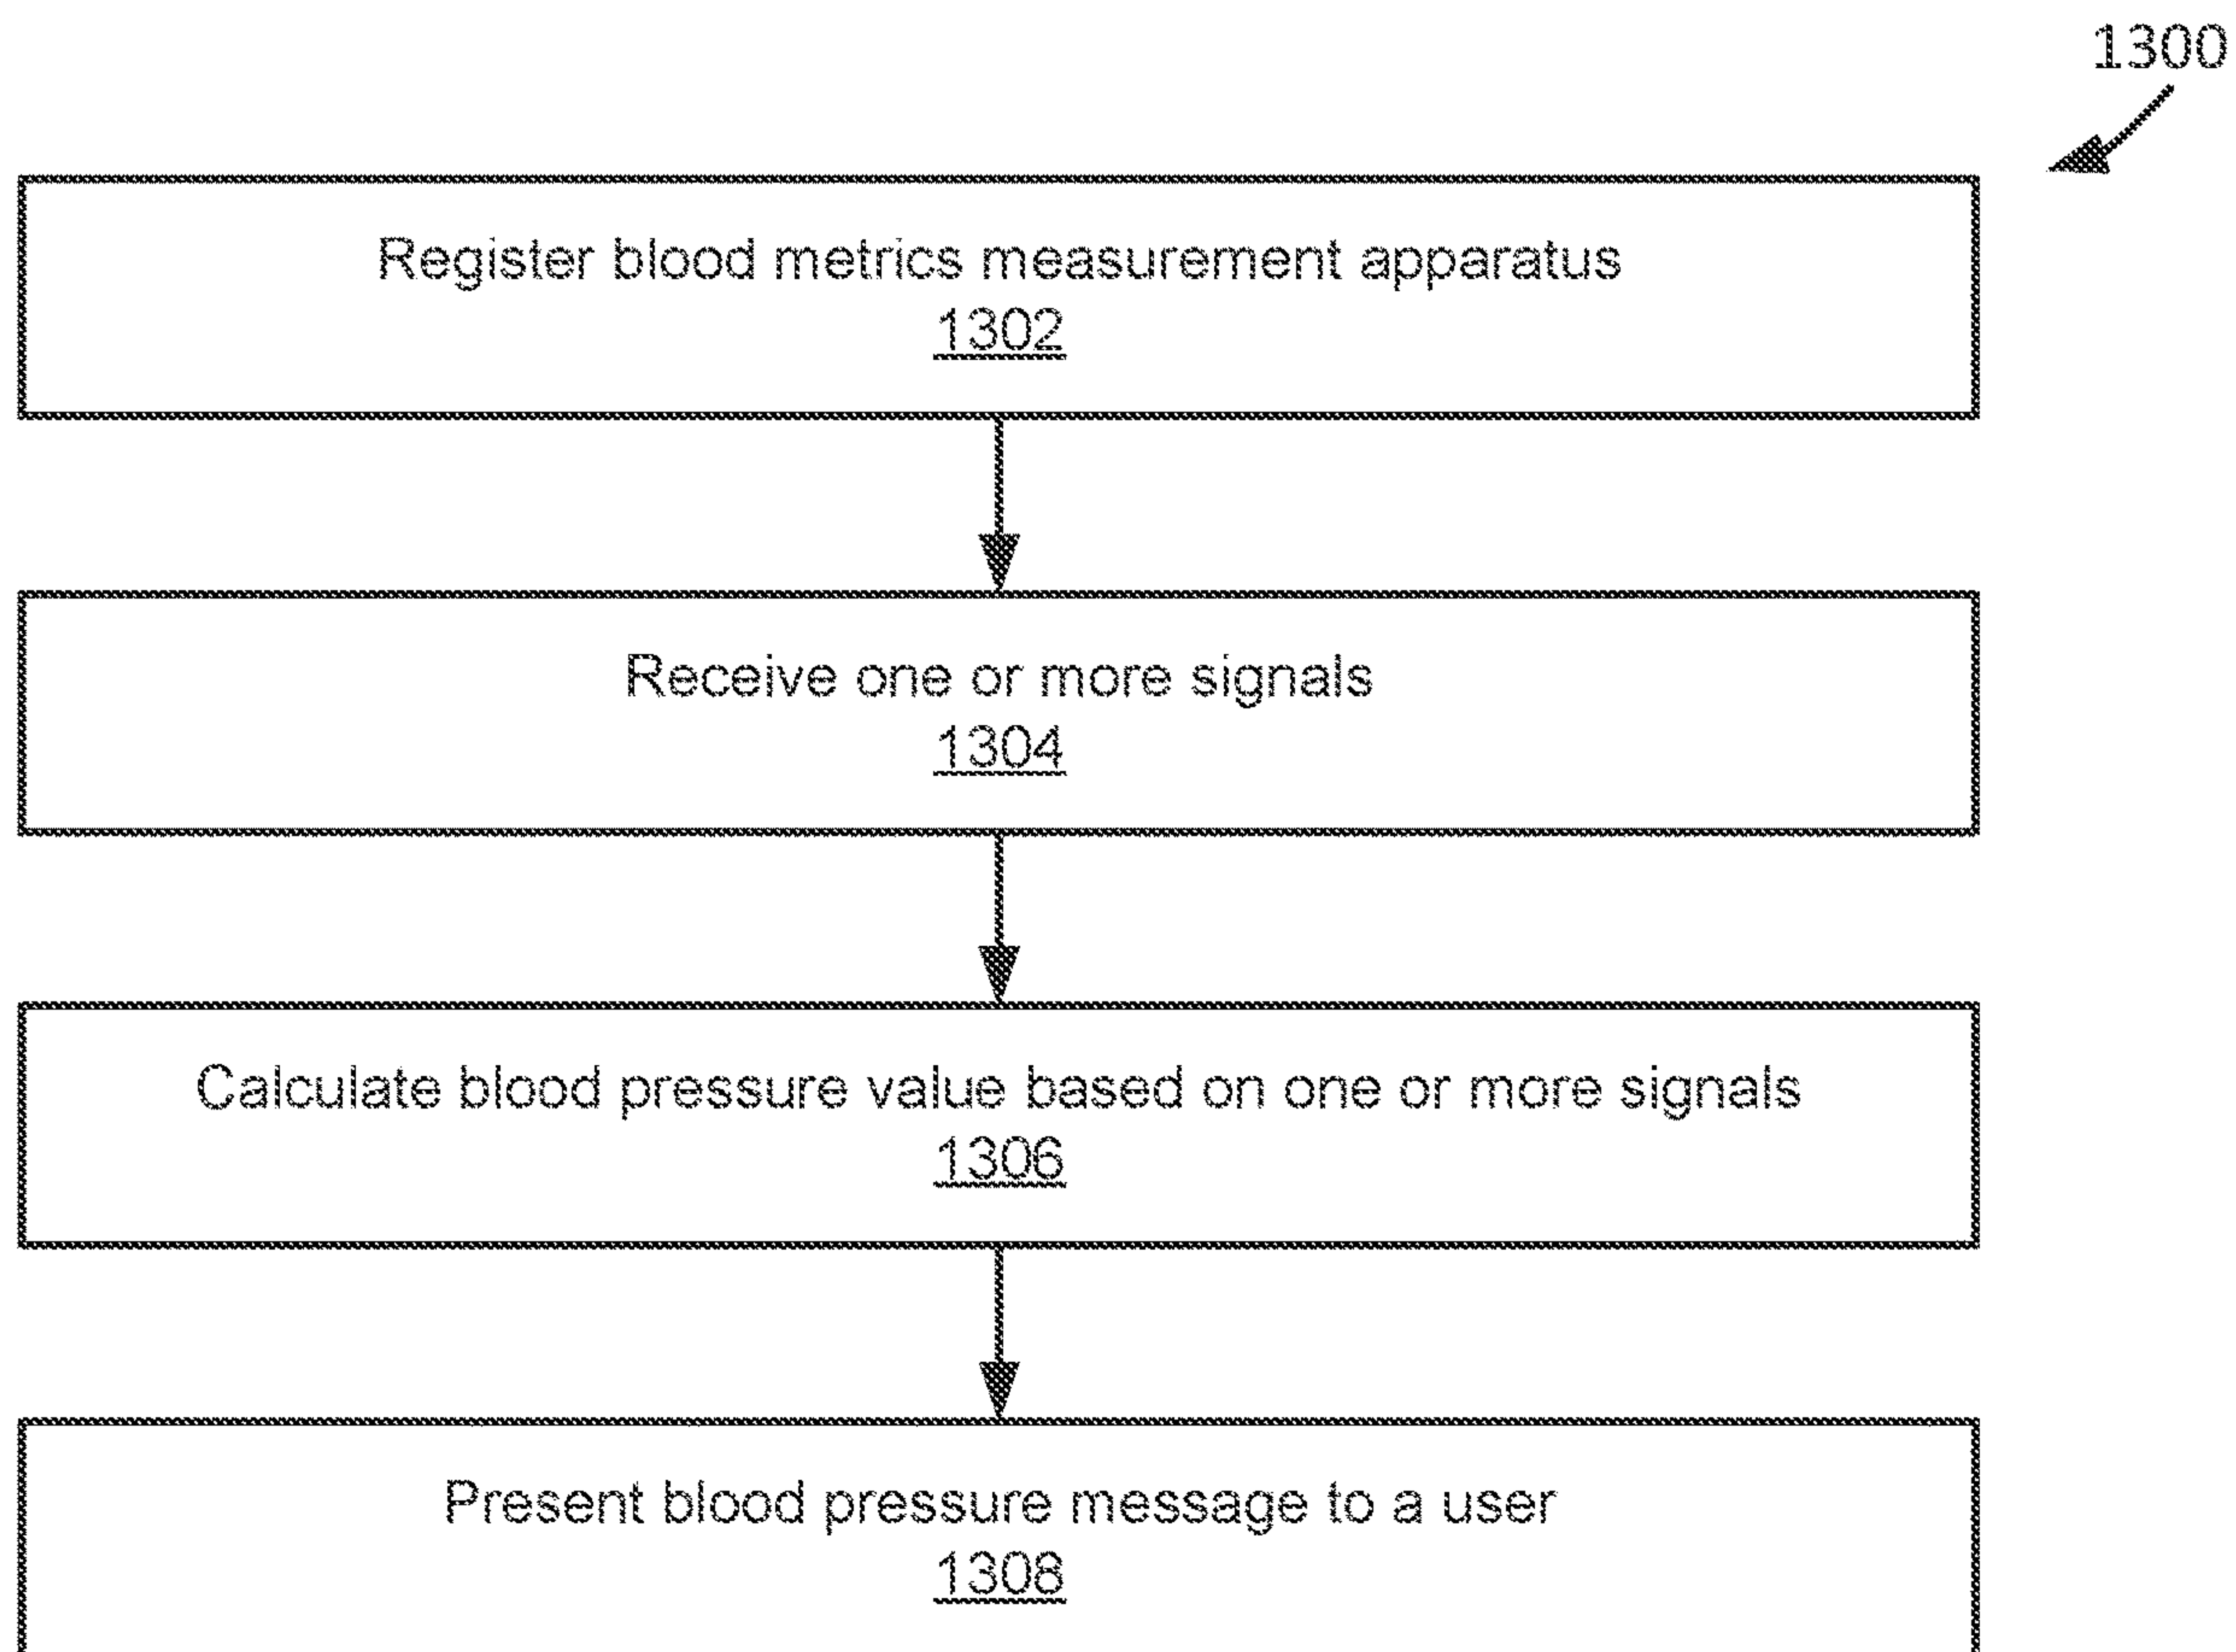 1300
Register blood metrics measurement apparatus
1302
Receive one or more signals
1304
Calculate blood pressure value based on one or more signals
1306
Present blood pressure message to a user
1308